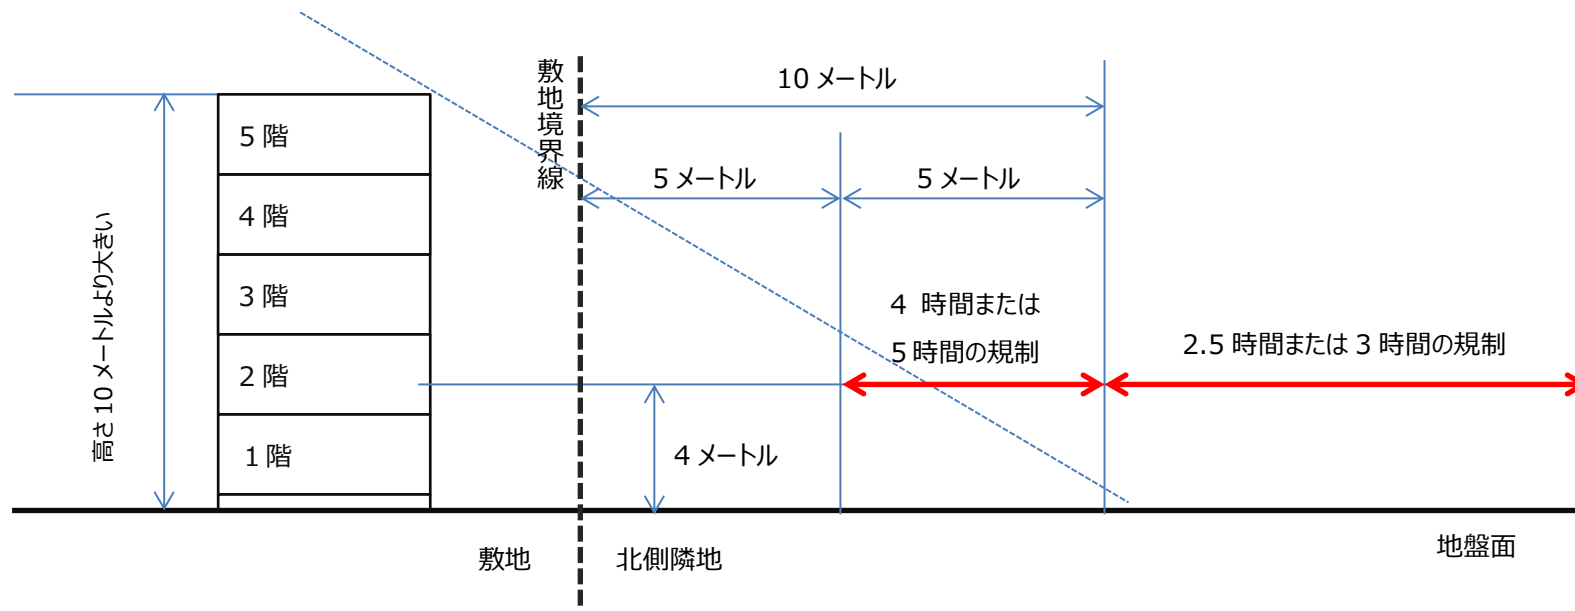 敷地境界線
10 メートル
5 メートル
5 メートル
高さ 10 メートルより大きい
5 階
4 階
3 階
2 階
1 階
4 時間または
5 時間の規制
2.5 時間または 3 時間の規制
4 メートル
敷地
北側隣地
地盤面